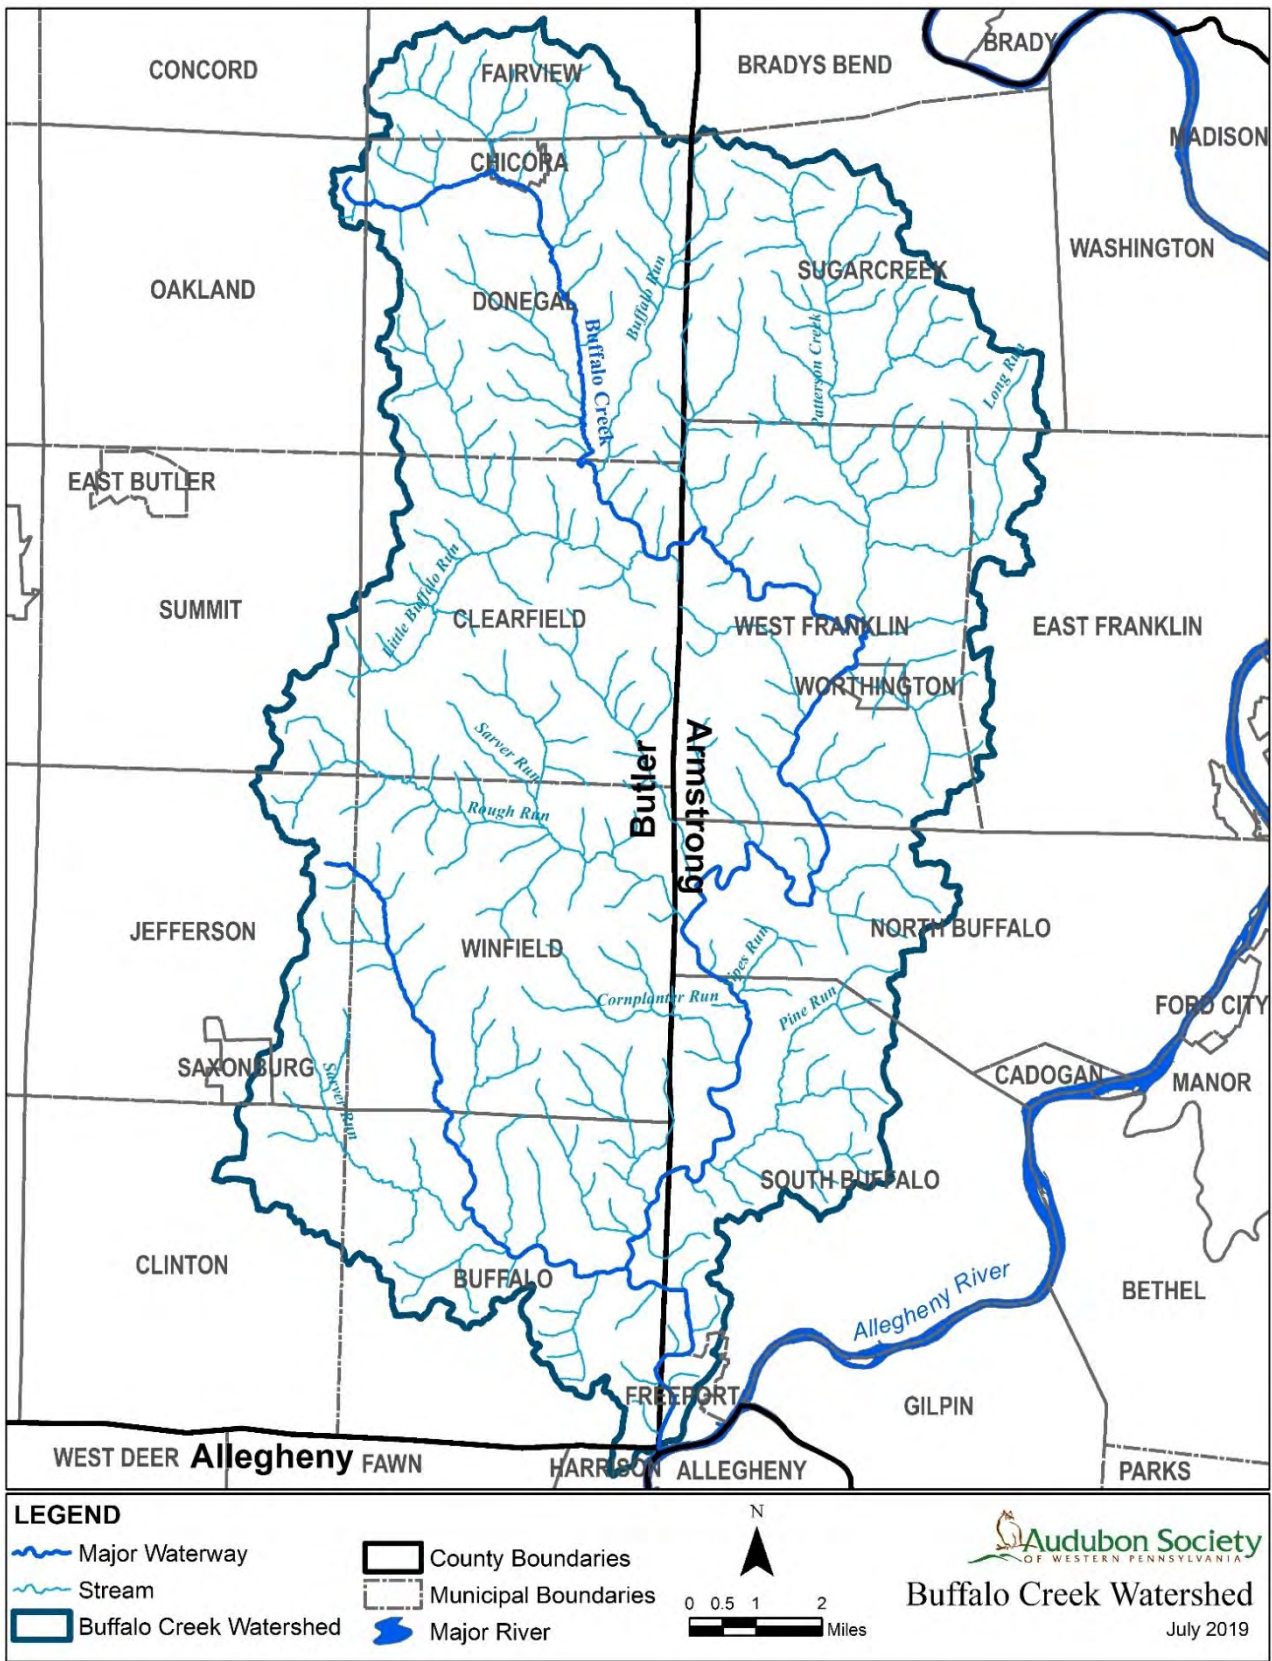 CONCORD
FAIRVIEW
BRADYS BEND
BRADY
MADISON
CHICORA
WASHINGTON
OAKLAND
DONEGAL
Buffalo Run
SUGARCREEK
Buffalo Creek
Patterson Creek
Long Run
EAST BUTLER
SUMMIT
Little Buffalo Run
CLEARFIELD
WEST FRANKLIN
EAST FRANKLIN
WORTHINGTON
Sarver Run
Rough Run
Butler
Armstrong
JEFFERSON
WINFIELD
NORTH BUFFALO
Cornplanter Run
Run
Pine Run
FORD CITY
SAXONBURG
Sarver Run
CADOGAN
MANOR
SOUTH BUFFALO
CLINTON
BUFFALO
Allegheny River
BETHEL
FREEPORT
GILPIN
WEST DEER
Allegheny
FAWN
HARRISON
ALLEGHENY
PARKS
LEGEND
Major Waterway
Stream
Buffalo Creek Watershed
County Boundaries
Municipal Boundaries
Major River
N
0 0.5 1 2
Miles
Audubon Society
OF WESTERN PENNSYLVANIA
Buffalo Creek Watershed
July 2019